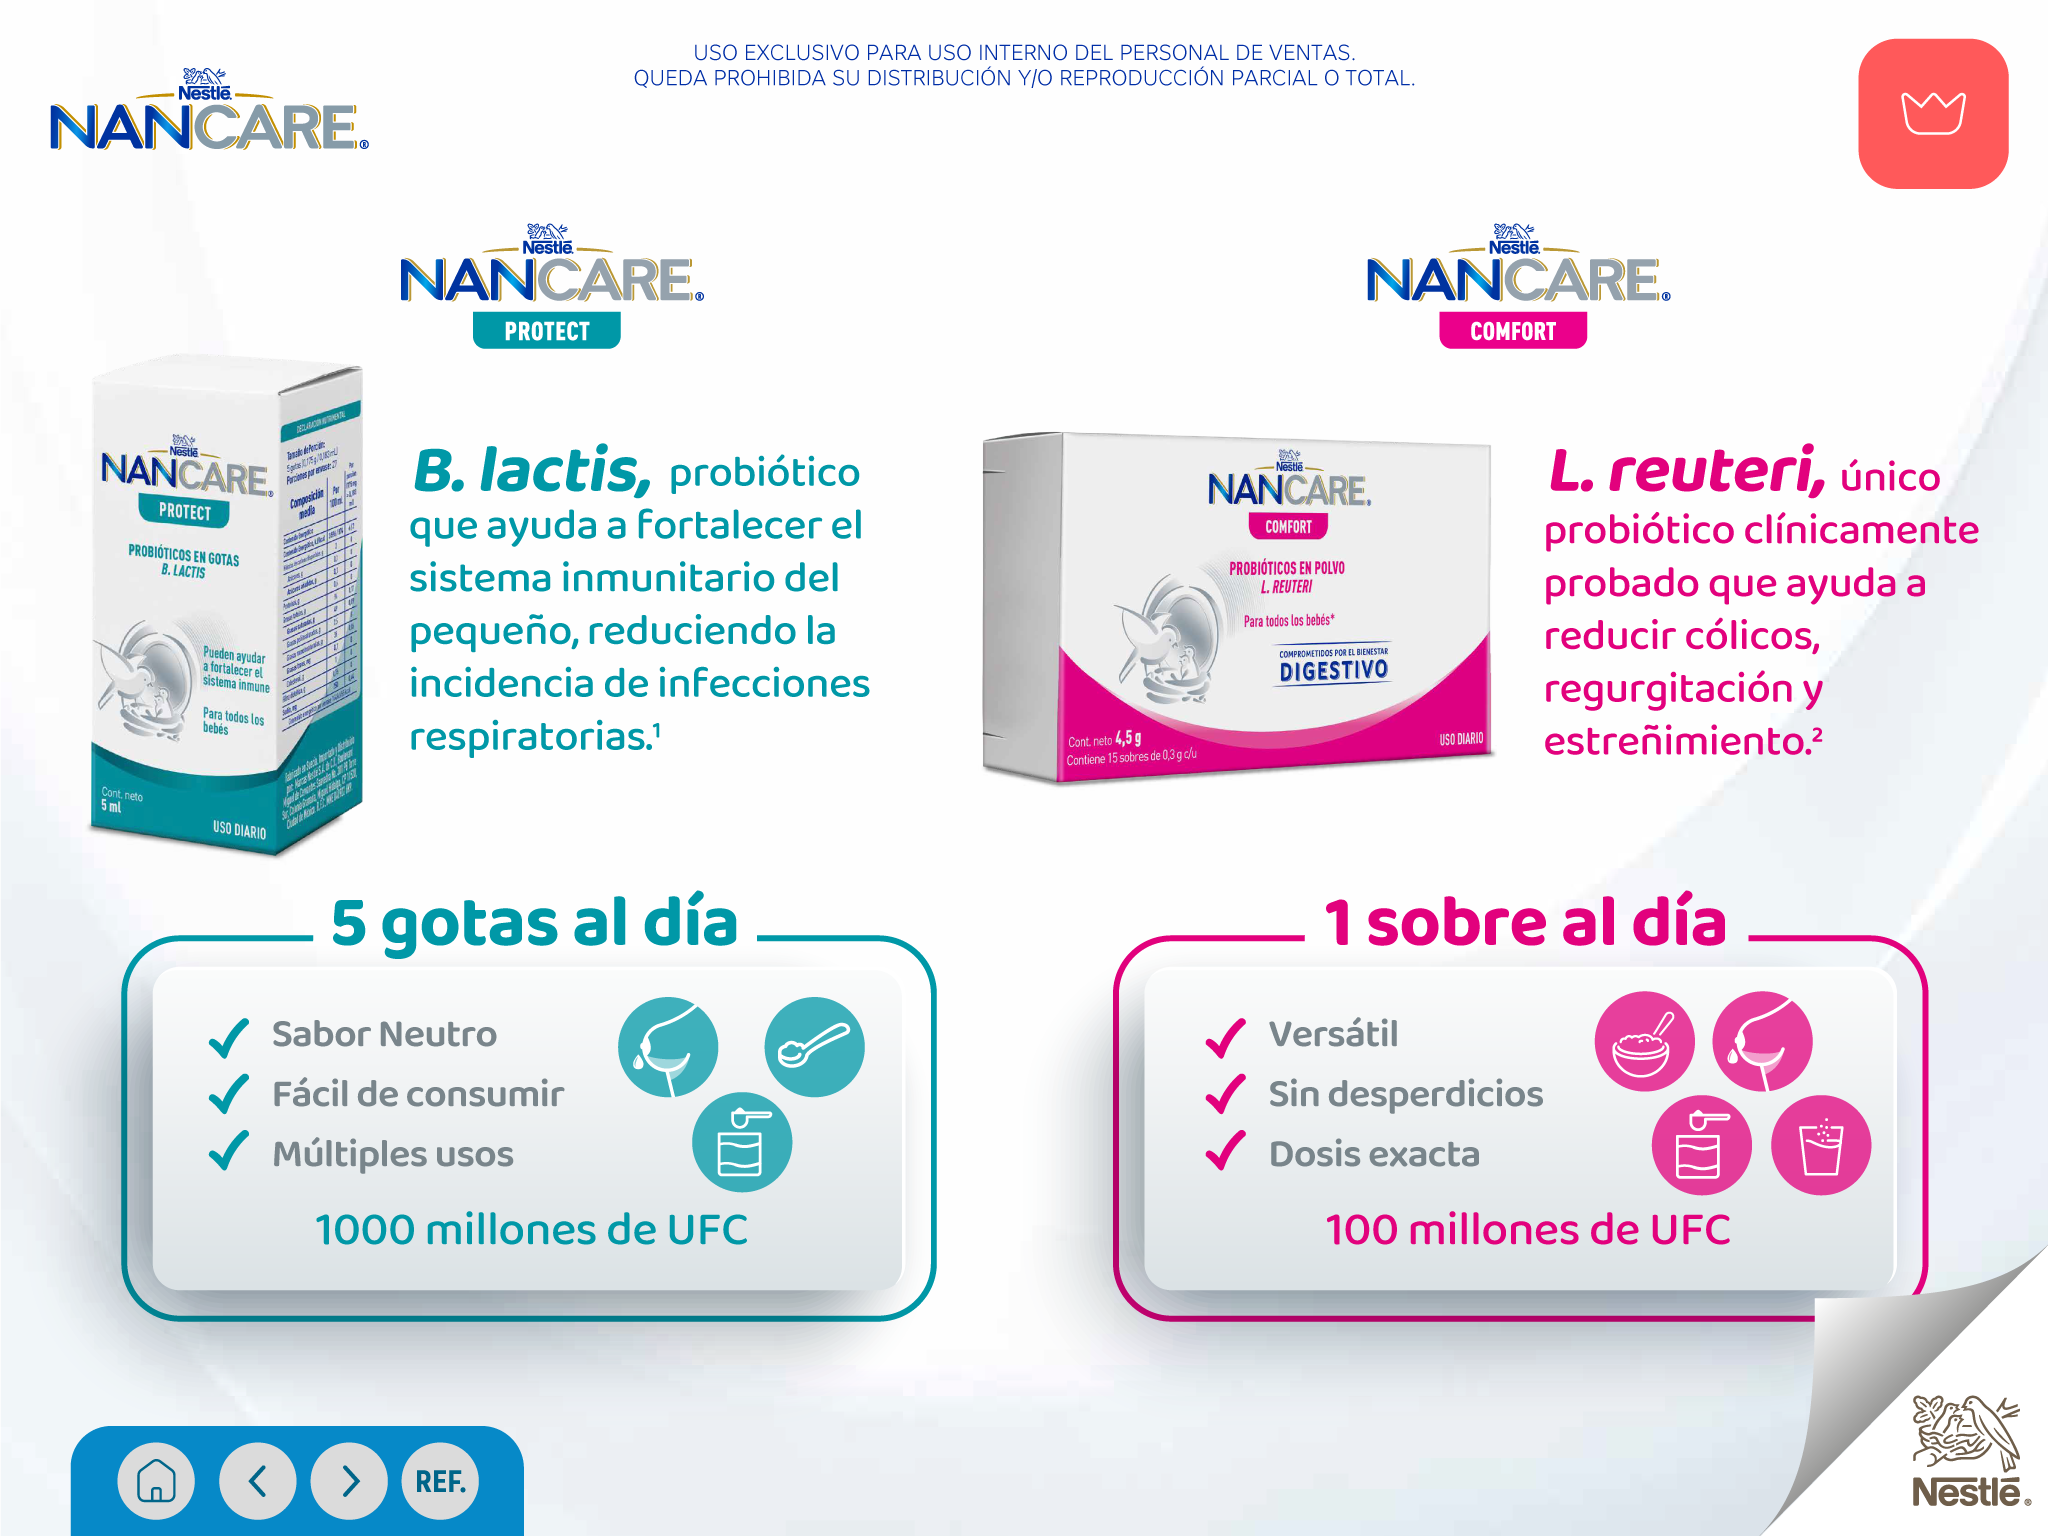 USO EXCLUSIVO PARA USO INTERNO DEL PERSONAL DE VENTAS.
QUEDA PROHIBIDA SU DISTRIBUCIÓN Y/O REPRODUCCIÓN PARCIAL O TOTAL.
Nestlé
NANCARE®
Nestlé
NANCARE®
PROTECT
Nestlé
NANCARE®
COMFORT
Nestlé
NANCARE®
PROTECT
PROBIÓTICOS EN GOTAS
B. LACTIS
Pueden ayudar
a fortalecer el
sistema inmune
Para todos los
bebés
Cont. neto
5 ml
USO DIARIO
DECLARACIÓN NUTRIMENTAL
Tamaño de Porción:
Composición
media
B. lactis, probiótico
que ayuda a fortalecer el
sistema inmunitario del
pequeño, reduciendo la
incidencia de infecciones
respiratorias.¹
Nestlé
NANCARE®
COMFORT
PROBIÓTICOS EN POLVO
L. REUTERI
Para todos los bebés*
COMPROMETIDOS POR EL BIENESTAR
DIGESTIVO
Cont. neto 4,5 g
Contiene 15 sobres de 0,3 g c/u
USO DIARIO
L. reuteri, único
probiótico clínicamente
probado que ayuda a
reducir cólicos,
regurgitación y
estreñimiento.²
5 gotas al día
Sabor Neutro
Fácil de consumir
Múltiples usos
1000 millones de UFC
1 sobre al día
Versátil
Sin desperdicios
Dosis exacta
100 millones de UFC
REF.
Nestlé®